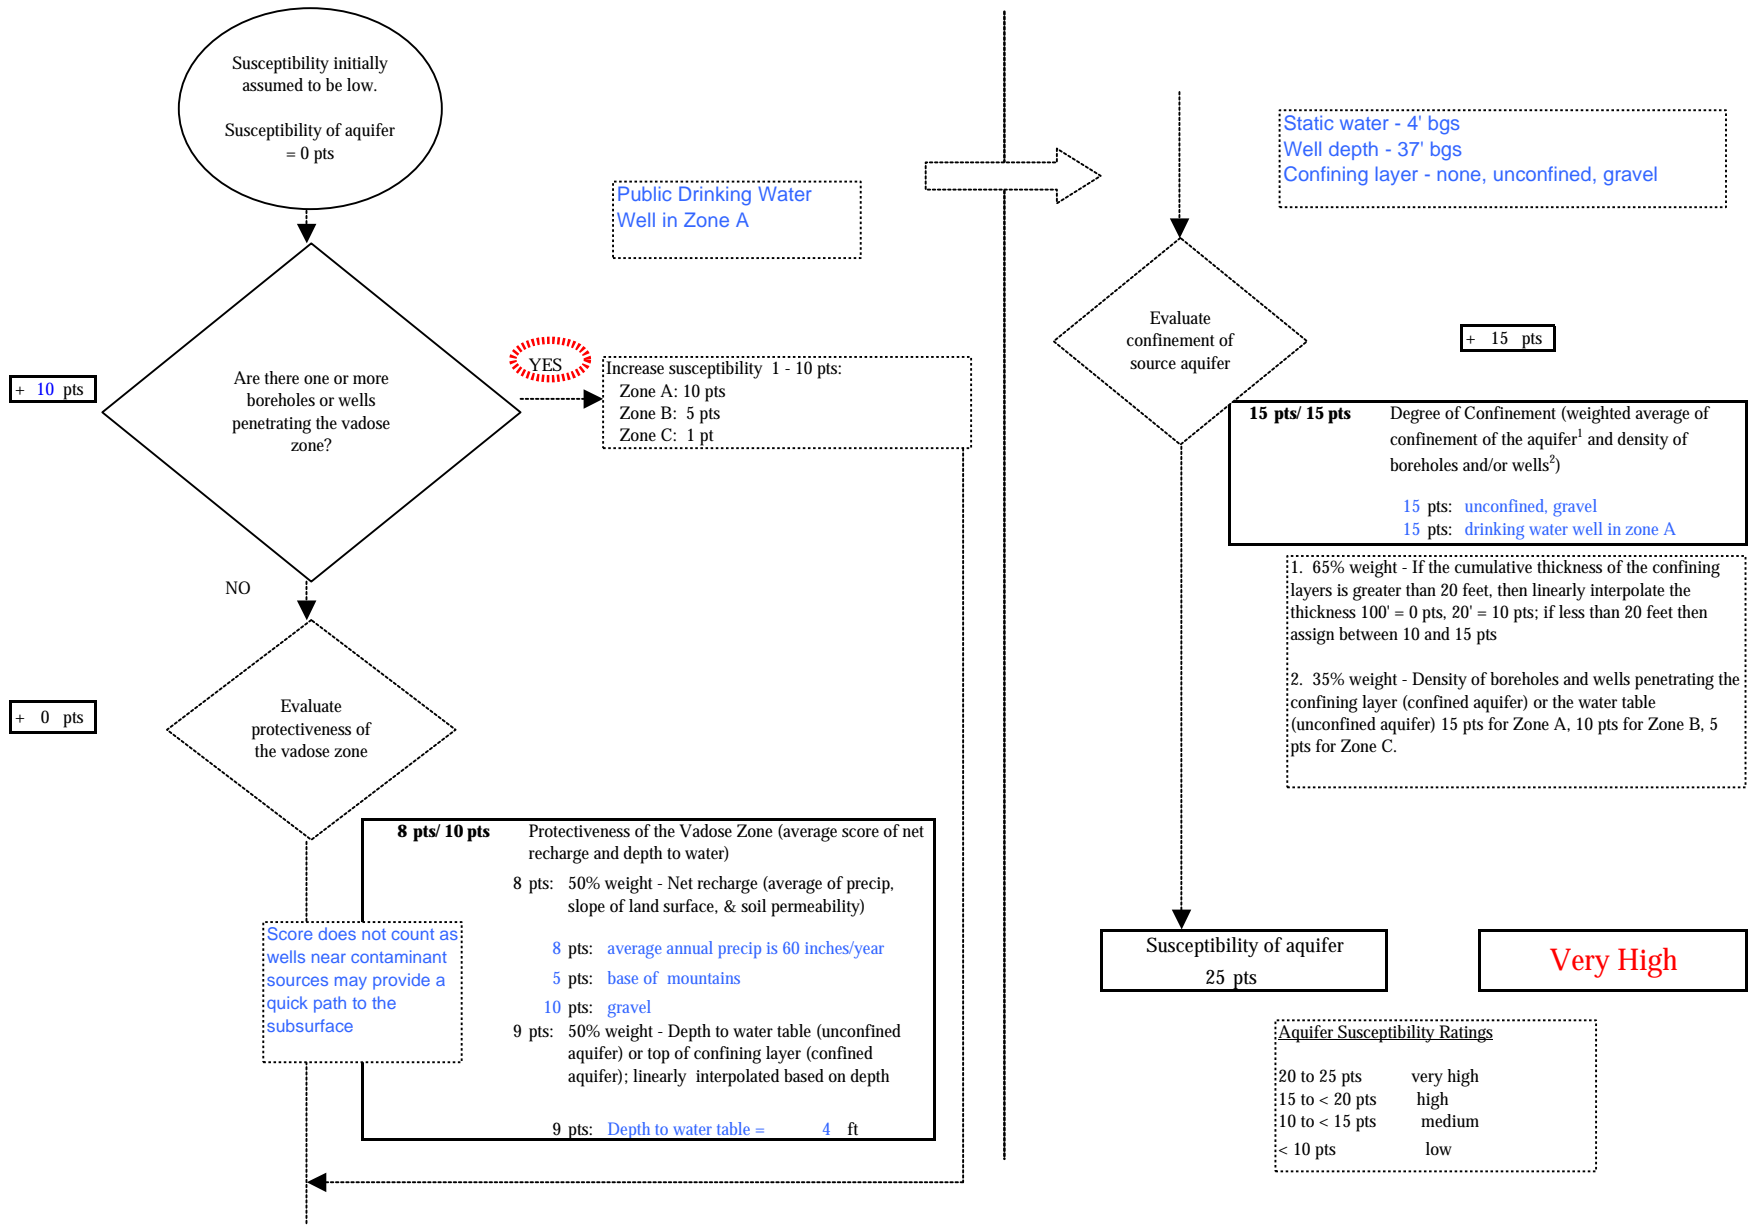 Susceptibility initially
assumed to be low.
Susceptibility of aquifer
= 0 pts
Public Drinking Water
Well in Zone A
+ 10 pts
Are there one or more
boreholes or wells
penetrating the vadose
zone?
YES
Increase susceptibility 1 - 10 pts:
Zone A: 10 pts
Zone B: 5 pts
Zone C: 1 pt
NO
+ 0 pts
Evaluate
protectiveness of
the vadose zone
8 pts/ 10 pts Protectiveness of the Vadose Zone (average score of net
recharge and depth to water)
8 pts: 50% weight - Net recharge (average of precip,
slope of land surface, & soil permeability)
8 pts: average annual precip is 60 inches/year
5 pts: base of mountains
10 pts: gravel
9 pts: 50% weight - Depth to water table (unconfined
aquifer) or top of confining layer (confined
aquifer); linearly interpolated based on depth
9 pts: Depth to water table = 4 ft
Score does not count as
wells near contaminant
sources may provide a
quick path to the
subsurface
Static water - 4' bgs
Well depth - 37' bgs
Confining layer - none, unconfined, gravel
Evaluate
confinement of
source aquifer
+ 15 pts
15 pts/ 15 pts Degree of Confinement (weighted average of
confinement of the aquifer1 and density of
boreholes and/or wells2)
15 pts: unconfined, gravel
15 pts: drinking water well in zone A
1. 65% weight - If the cumulative thickness of the confining
layers is greater than 20 feet, then linearly interpolate the
thickness 100' = 0 pts, 20' = 10 pts; if less than 20 feet then
assign between 10 and 15 pts
2. 35% weight - Density of boreholes and wells penetrating the
confining layer (confined aquifer) or the water table
(unconfined aquifer) 15 pts for Zone A, 10 pts for Zone B, 5
pts for Zone C.
Susceptibility of aquifer
25 pts
Very High
Aquifer Susceptibility Ratings
20 to 25 pts very high
15 to < 20 pts high
10 to < 15 pts medium
< 10 pts low